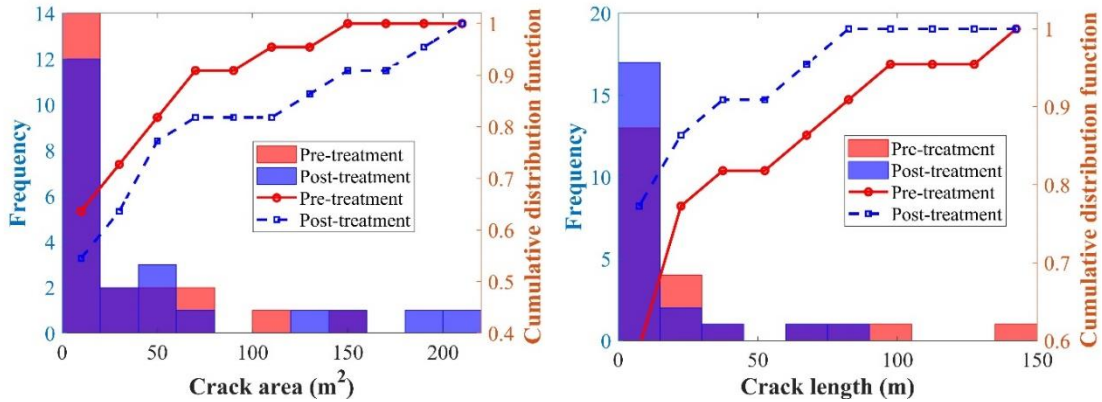 14
12
10
8
6
4
2
0
Frequency
1
0.9
0.8
0.7
0.6
0.5
0.4
Cumulative distribution function
Pre-treatment
Post-treatment
Pre-treatment
Post-treatment
0 50 100 150 200
Crack area (m²)
20
15
10
5
0
Frequency
1
0.9
0.8
0.7
0.6
Cumulative distribution function
Pre-treatment
Post-treatment
Pre-treatment
Post-treatment
0 50 100 150
Crack length (m)